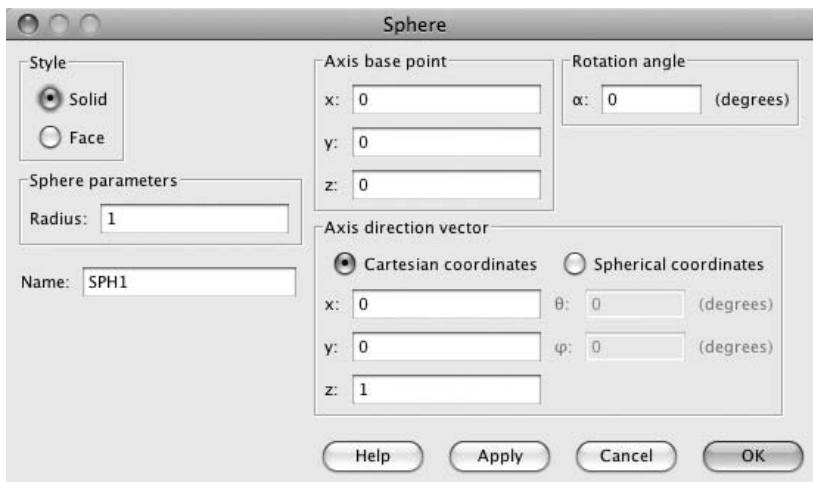 Sphere
Style
Solid
Face
Sphere parameters
Radius: 1
Name: SPH1
Axis base point
x: 0
y: 0
z: 0
Rotation angle
α: 0 (degrees)
Axis direction vector
Cartesian coordinates Spherical coordinates
x: 0 θ: 0 (degrees)
y: 0 φ: 0 (degrees)
z: 1
Help Apply Cancel OK